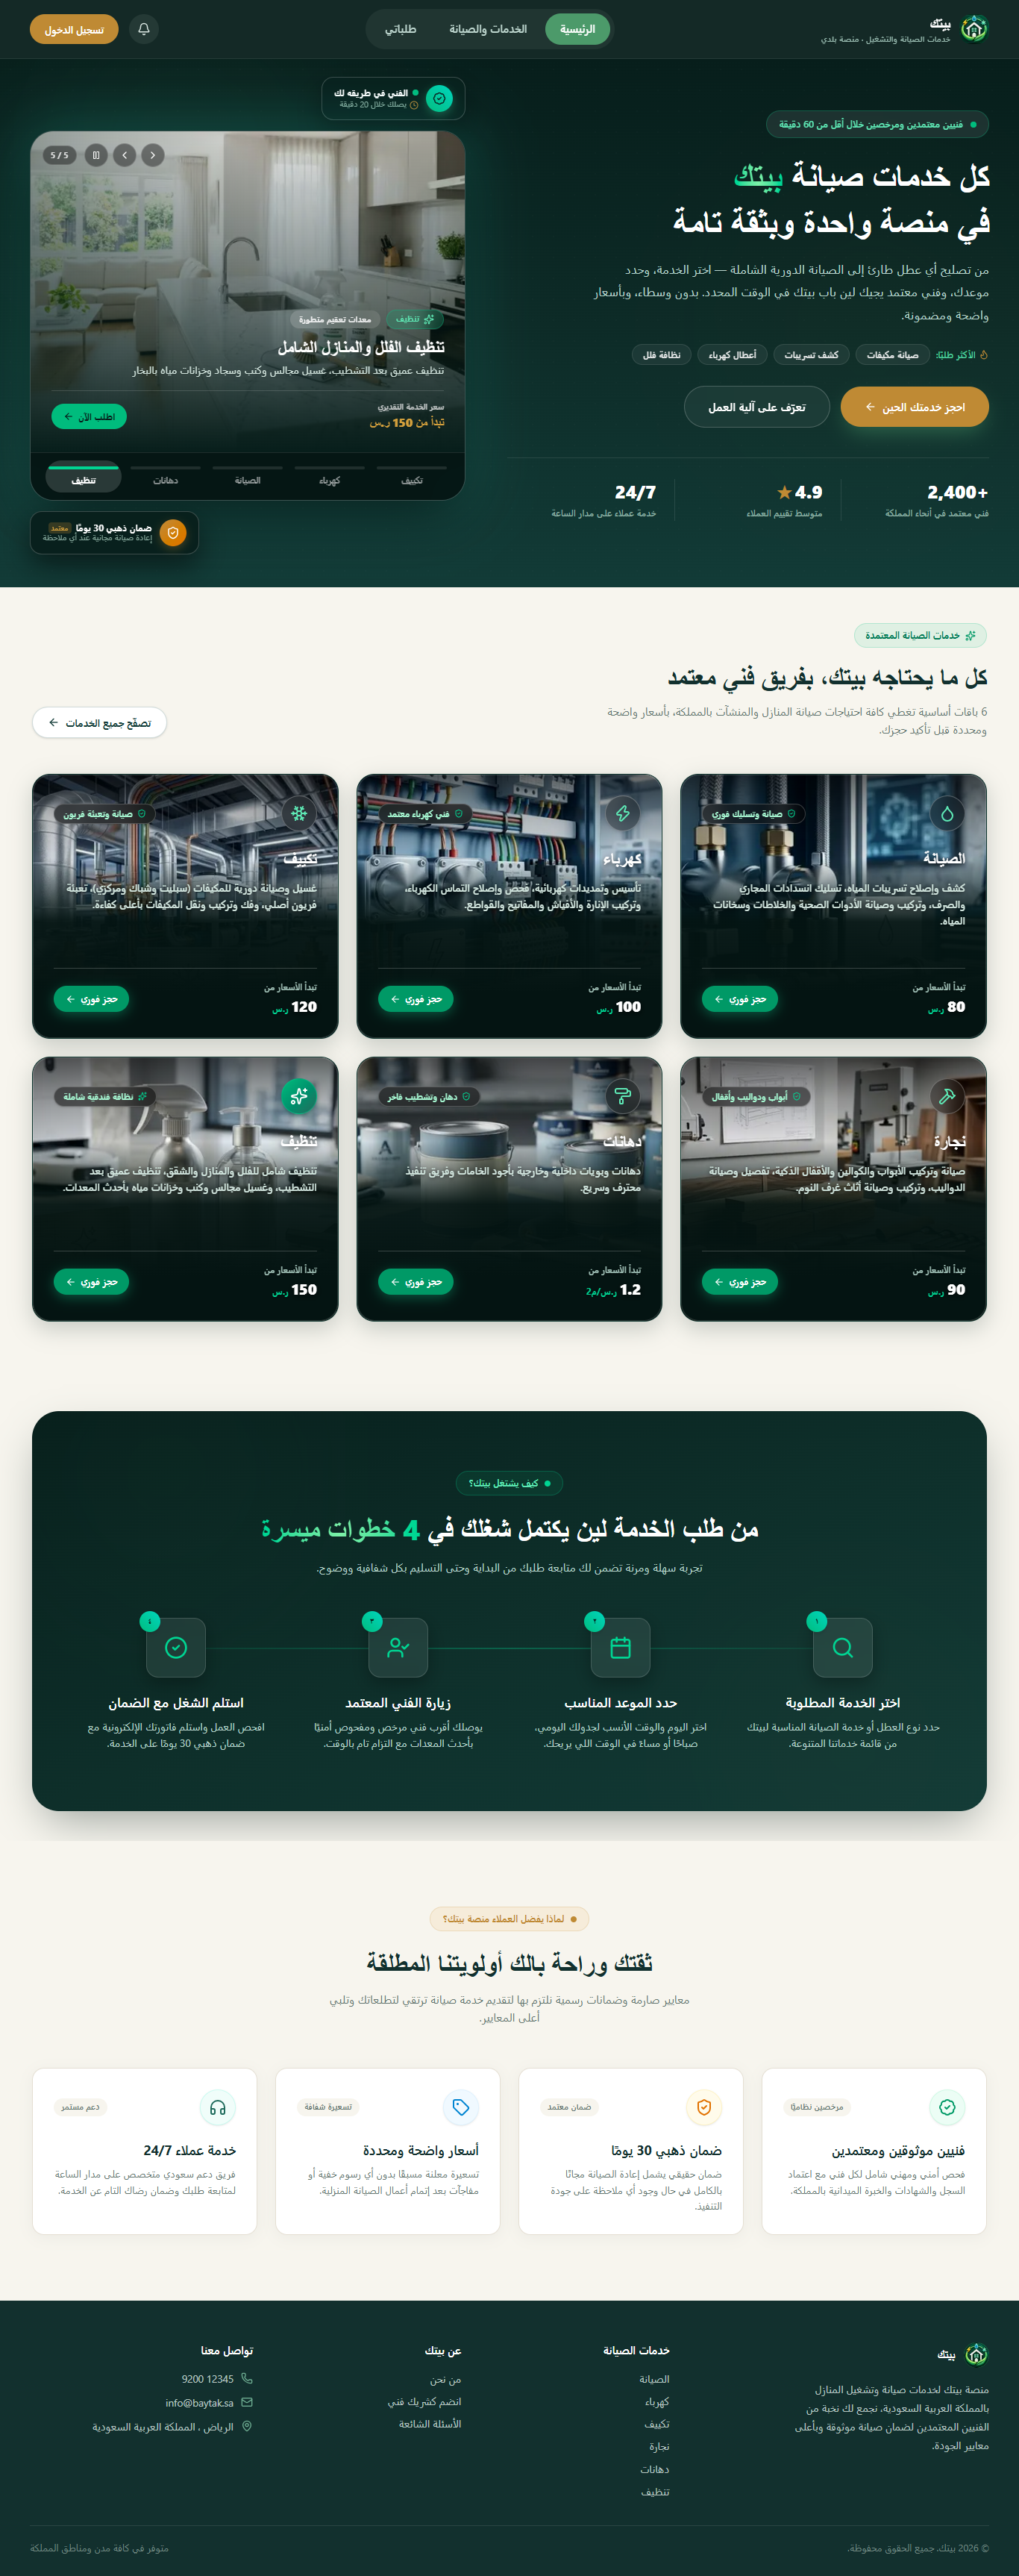 بيتك
خدمات الصيانة والتشغيل · منصة بلدي
الرئيسية
الخدمات والصيانة
طلباتي
تسجيل الدخول
فنيين معتمدين ومرخصين خلال أقل من 60 دقيقة
كل خدمات صيانة بيتك
في منصة واحدة وبثقة تامة
من تصليح أي عطل طارئ إلى الصيانة الدورية الشاملة — اختر الخدمة، وحدد
موعدك، وفني معتمد يجيك لين باب بيتك في الوقت المحدد. بدون وسطاء، وبأسعار
واضحة ومضمونة.
الأكثر طلبًا:
صيانة مكيفات
كشف تسريبات
أعطال كهرباء
نظافة فلل
احجز خدمتك الحين
تعرّف على آلية العمل
2,400+
فني معتمد في أنحاء المملكة
4.9★
متوسط تقييم العملاء
24/7
خدمة عملاء على مدار الساعة
الفني في طريقه لك
يصلك خلال 20 دقيقة
5 / 5
تنظيف
معدات تعقيم متطورة
تنظيف الفلل والمنازل الشامل
تنظيف عميق بعد التشطيب، غسيل مجالس وكنب وسجاد وخزانات مياه بالبخار
سعر الخدمة التقديري
تبدأ من 150 ر.س
اطلب الآن
تكييف
كهرباء
الصيانة
دهانات
تنظيف
ضمان ذهبي 30 يومًا
معتمد
إعادة صيانة مجانية عند أي ملاحظة
خدمات الصيانة المعتمدة
كل ما يحتاجه بيتك، بفريق فني معتمد
6 باقات أساسية تغطي كافة احتياجات صيانة المنازل والمنشآت بالمملكة، بأسعار واضحة
ومحددة قبل تأكيد حجزك.
تصفّح جميع الخدمات
صيانة وتسليك فوري
الصيانة
كشف وإصلاح تسريبات المياه، تسليك انسدادات المجاري
والصرف، وتركيب وصيانة الأدوات الصحية والخلاطات وسخانات
المياه.
تبدأ الأسعار من
80 ر.س
حجز فوري
فني كهرباء معتمد
كهرباء
تأسيس وتمديدات كهربائية، فحص وإصلاح التماس الكهرباء،
وتركيب الإنارة والأفياش والمفاتيح والقواطع.
تبدأ الأسعار من
100 ر.س
حجز فوري
صيانة وتعبئة فريون
تكييف
غسيل وصيانة دورية للمكيفات (سبليت وشباك ومركزي)، تعبئة
فريون أصلي، وفك وتركيب ونقل المكيفات بأعلى كفاءة.
تبدأ الأسعار من
120 ر.س
حجز فوري
أبواب ودواليب وأقفال
نجارة
صيانة وتركيب الأبواب والكوالين والأقفال الذكية، تفصيل وصيانة
الدواليب، وتركيب وصيانة أثاث غرف النوم.
تبدأ الأسعار من
90 ر.س
حجز فوري
دهان وتشطيب فاخر
دهانات
دهانات وبويات داخلية وخارجية بأجود الخامات وفريق تنفيذ
محترف وسريع.
تبدأ الأسعار من
1.2 ر.س/م2
حجز فوري
نظافة فندقية شاملة
تنظيف
تنظيف شامل للفلل والمنازل والشقق، تنظيف عميق بعد
التشطيب، وغسيل مجالس وكنب وخزانات مياه بأحدث المعدات.
تبدأ الأسعار من
150 ر.س
حجز فوري
كيف يشتغل بيتك؟
من طلب الخدمة لين يكتمل شغلك في 4 خطوات ميسرة
تجربة سهلة ومرنة تضمن لك متابعة طلبك من البداية وحتى التسليم بكل شفافية ووضوح.
١
اختر الخدمة المطلوبة
حدد نوع العطل أو خدمة الصيانة المناسبة لبيتك
من قائمة خدماتنا المتنوعة.
٢
حدد الموعد المناسب
اختر اليوم والوقت الأنسب لجدولك اليومي،
صباحًا أو مساءً في الوقت اللي يريحك.
٣
زيارة الفني المعتمد
يوصلك أقرب فني مرخص ومفحوص أمنيًا
بأحدث المعدات مع التزام تام بالوقت.
٤
استلم الشغل مع الضمان
افحص العمل واستلم فاتورتك الإلكترونية مع
ضمان ذهبي 30 يومًا على الخدمة.
لماذا يفضل العملاء منصة بيتك؟
ثقتك وراحة بالك أولويتنا المطلقة
معايير صارمة وضمانات رسمية نلتزم بها لتقديم خدمة صيانة ترتقي لتطلعاتك وتلبي
أعلى المعايير.
مرخصين نظاميًا
فنيين موثوقين ومعتمدين
فحص أمني ومهني شامل لكل فني مع اعتماد
السجل والشهادات والخبرة الميدانية بالمملكة.
ضمان معتمد
ضمان ذهبي 30 يومًا
ضمان حقيقي يشمل إعادة الصيانة مجانًا
بالكامل في حال وجود أي ملاحظة على جودة
التنفيذ.
تسعيرة شفافة
أسعار واضحة ومحددة
تسعيرة معلنة مسبقًا بدون أي رسوم خفية أو
مفاجآت بعد إتمام أعمال الصيانة المنزلية.
دعم مستمر
خدمة عملاء 24/7
فريق دعم سعودي متخصص على مدار الساعة
لمتابعة طلبك وضمان رضاك التام عن الخدمة.
بيتك
منصة بيتك لخدمات صيانة وتشغيل المنازل
بالمملكة العربية السعودية، نجمع لك نخبة من
الفنيين المعتمدين لضمان صيانة موثوقة وبأعلى
معايير الجودة.
خدمات الصيانة
الصيانة
كهرباء
تكييف
نجارة
دهانات
تنظيف
عن بيتك
من نحن
انضم كشريك فني
الأسئلة الشائعة
تواصل معنا
9200 12345
info@baytak.sa
الرياض ، المملكة العربية السعودية
© 2026 بيتك. جميع الحقوق محفوظة.
متوفر في كافة مدن ومناطق المملكة